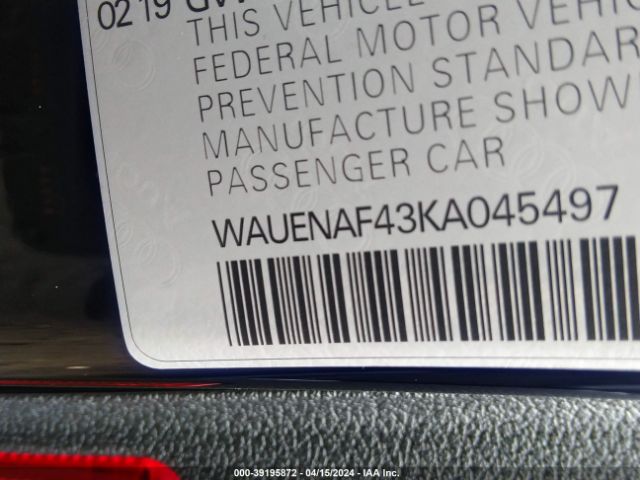 02 19
THIS VEHICLE
FEDERAL MOTOR VEHIC
PREVENTION STANDAR
MANUFACTURE SHOW
PASSENGER CAR
WAUENAF43KA045497
000-39195872 - 04/15/2024 - IAA Inc.